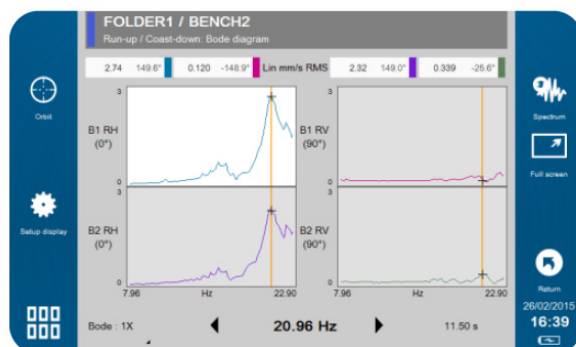 FOLDER1 / BENCH2
Run-up / Coast-down: Bode diagram
2.74 149.6° 0.120 -148.9° Lin mm/s RMS 2.32 149.0° 0.339 -25.6°
Orbit
Setup display
3
B1 RH
(0°)
0
3
B1 RV
(90°)
0
3
B2 RH
(0°)
0
7.96 Hz 22.90
3
B2 RV
(90°)
0
7.96 Hz 22.90
Bode : 1X
20.96 Hz
11.50 s
Spectrum
Full screen
Return
26/02/2015
16:39